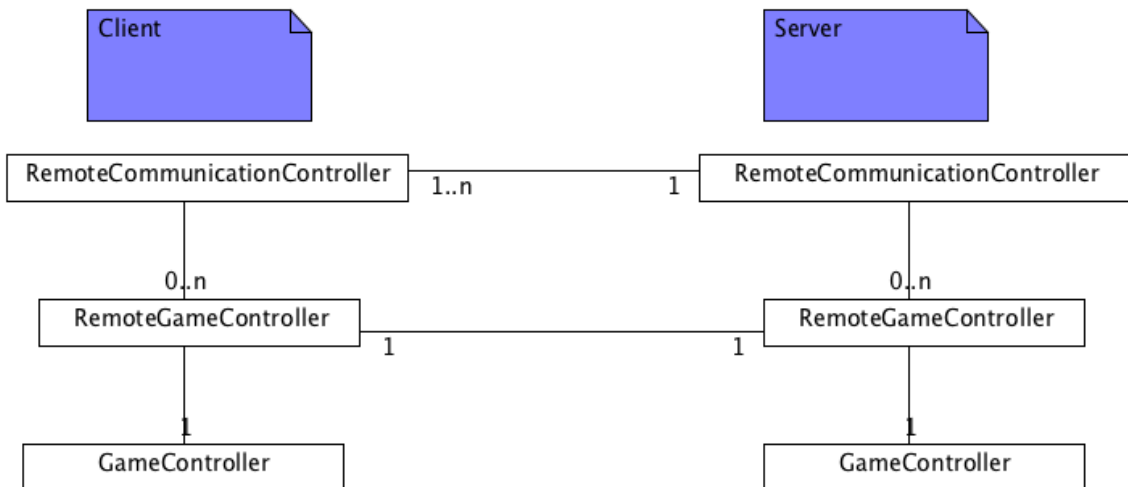 Client
Server
RemoteCommunicationController
RemoteCommunicationController
1..n
1
0..n
0..n
RemoteGameController
RemoteGameController
1
1
1
1
GameController
GameController